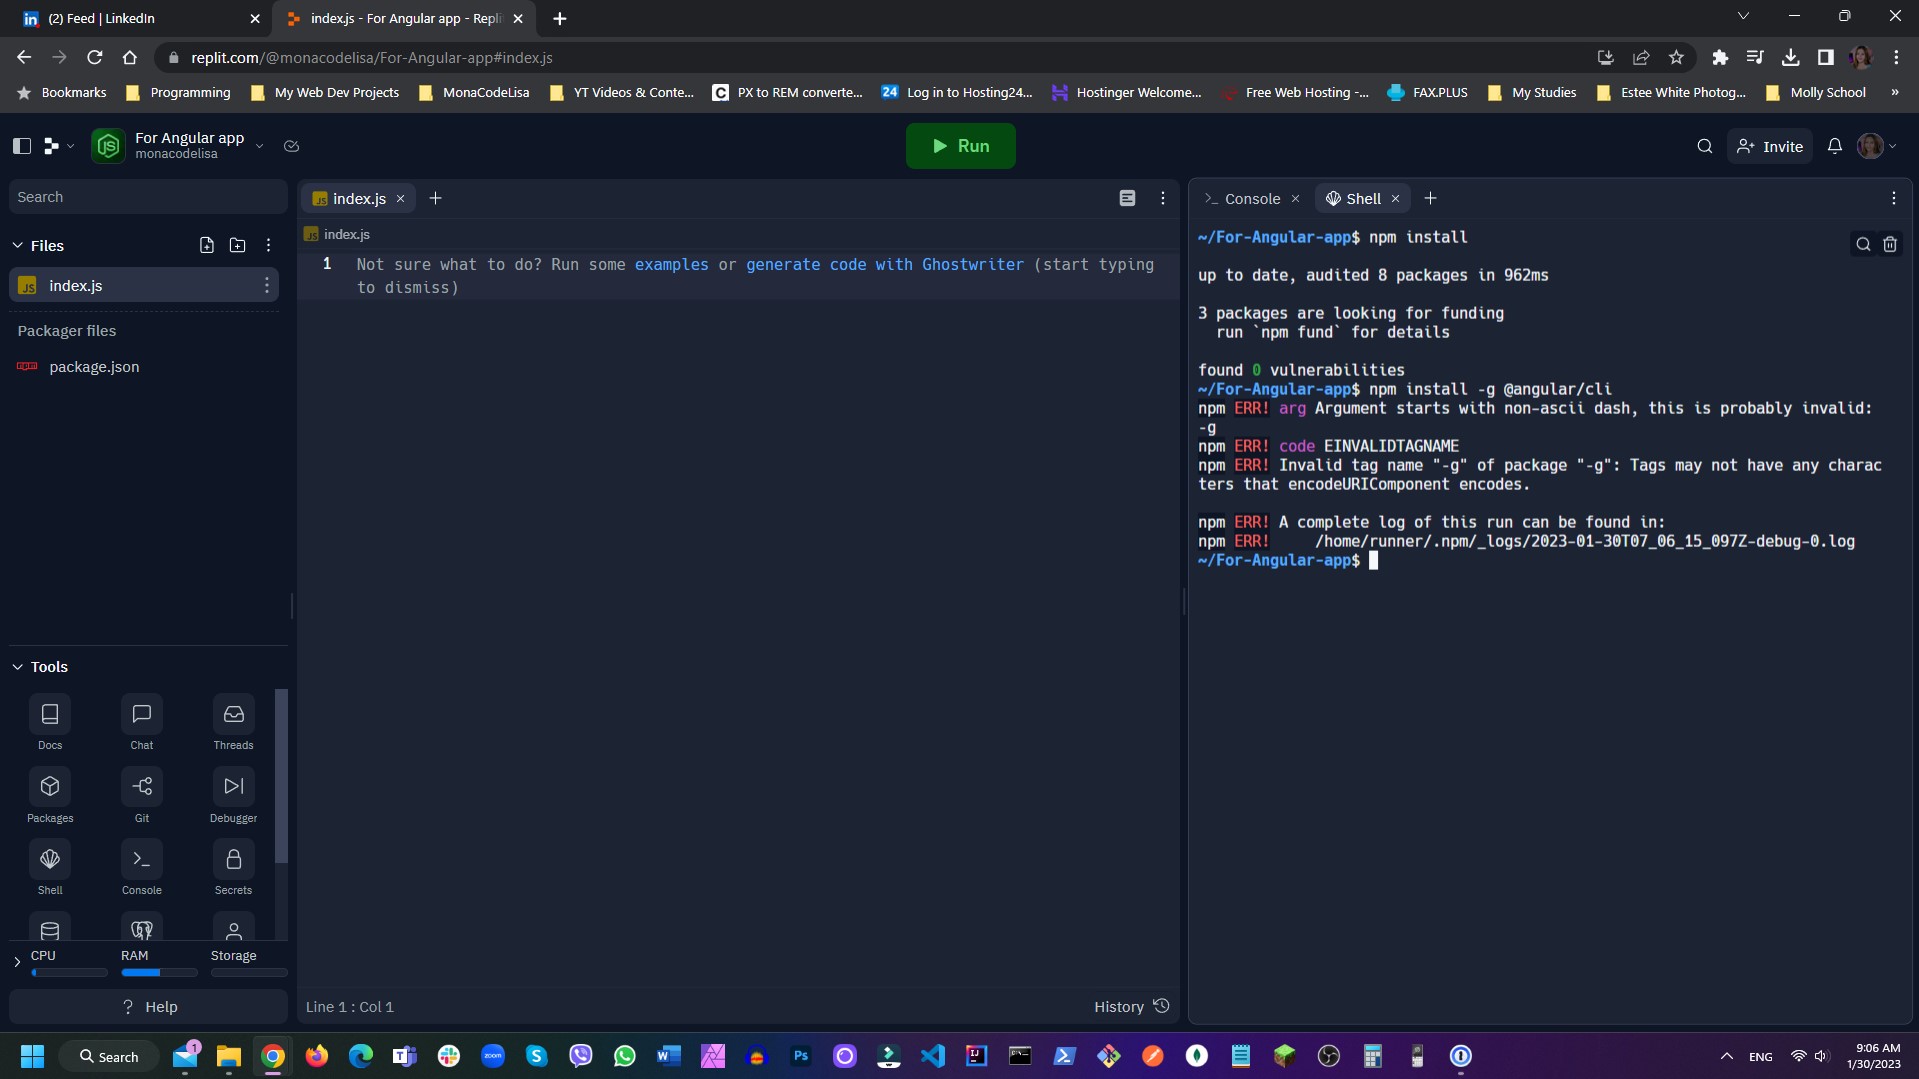 (2) Feed | LinkedIn
index.js - For Angular app - Repli
replit.com/@monacodelisa/For-Angular-app#index.js
Bookmarks Programming My Web Dev Projects MonaCodeLisa YT Videos & Conte... PX to REM converte... Log in to Hosting24... Hostinger Welcome... Free Web Hosting -... FAX.PLUS My Studies Estee White Photog... Molly School »
For Angular app
monacodelisa
Run
Invite
Search
Files
index.js
Packager files
package.json
Tools
Docs Chat Threads
Packages Git Debugger
Shell Console Secrets
CPU RAM Storage
? Help
index.js
index.js
1 Not sure what to do? Run some examples or generate code with Ghostwriter (start typing
to dismiss)
Line 1 : Col 1
History
Console Shell
~/For-Angular-app$ npm install
up to date, audited 8 packages in 962ms
3 packages are looking for funding
run `npm fund` for details
found 0 vulnerabilities
~/For-Angular-app$ npm install -g @angular/cli
npm ERR! arg Argument starts with non-ascii dash, this is probably invalid:
-g
npm ERR! code EINVALIDTAGNAME
npm ERR! Invalid tag name "-g" of package "-g": Tags may not have any charac
ters that encodeURIComponent encodes.
npm ERR! A complete log of this run can be found in:
npm ERR! /home/runner/.npm/_logs/2023-01-30T07_06_15_097Z-debug-0.log
~/For-Angular-app$
Search
1
zoom
Ps
ENG
9:06 AM
1/30/2023